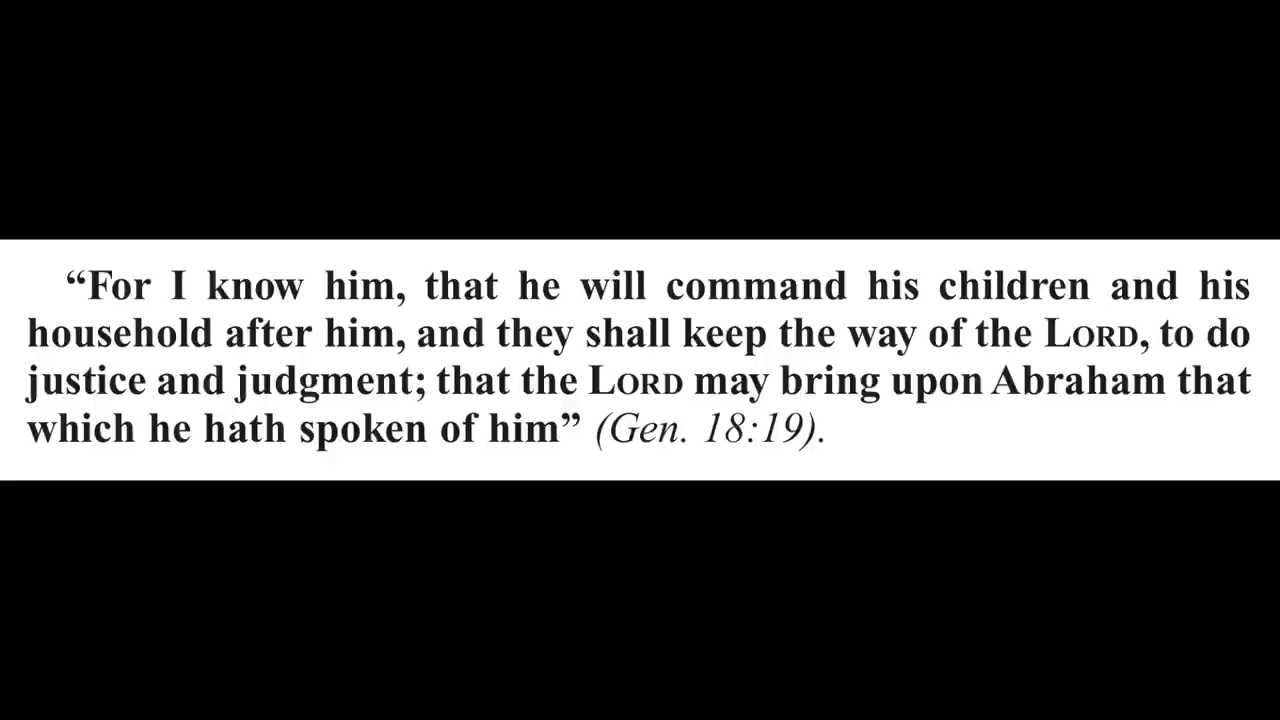 “For I know him, that he will command his children and his
household after him, and they shall keep the way of the LORD, to do
justice and judgment; that the LORD may bring upon Abraham that
which he hath spoken of him” (Gen. 18:19).